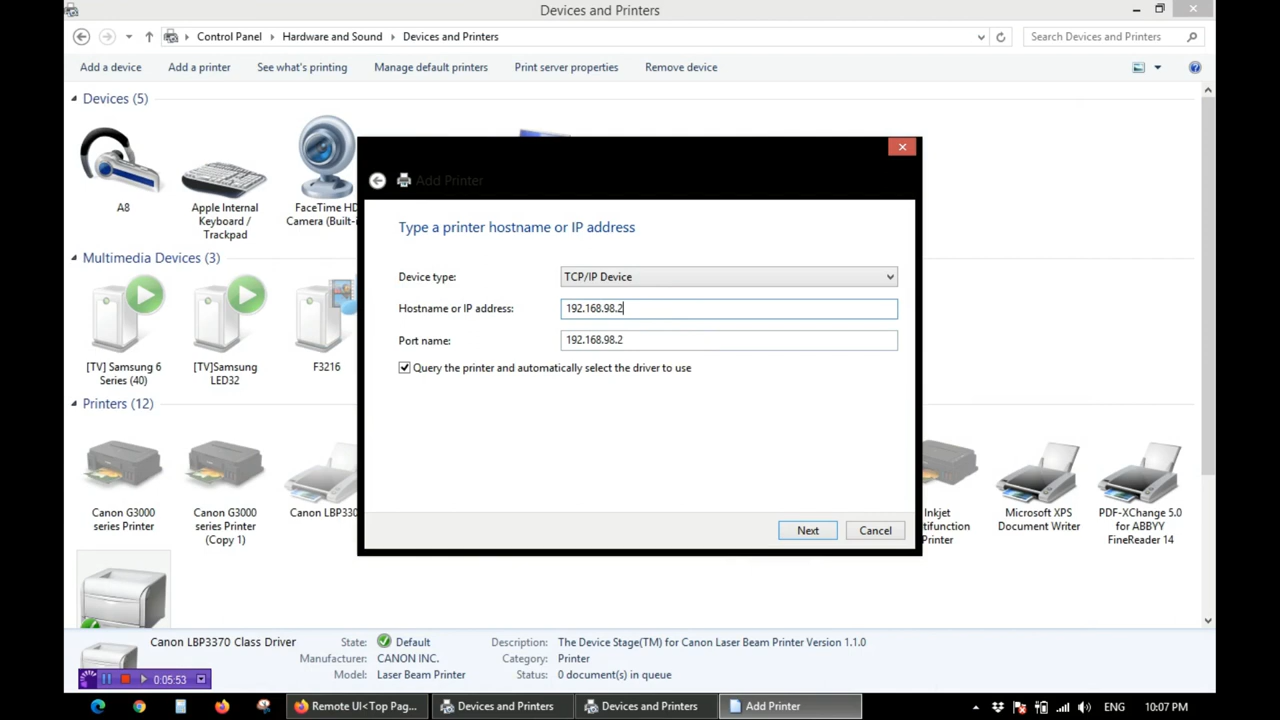 Devices and Printers
Control Panel Hardware and Sound Devices and Printers
Search Devices and Printers
Add a device
Add a printer
See what's printing
Manage default printers
Print server properties
Remove device
Devices (5)
A8
Apple Internal
Keyboard /
Trackpad
FaceTime HD
Camera (Built-i
Multimedia Devices (3)
[TV] Samsung 6
Series (40)
[TV]Samsung
LED32
F3216
Printers (12)
Canon G3000
series Printer
Canon G3000
series Printer
(Copy 1)
Canon LBP330
Inkjet
ltifunction
Printer
Microsoft XPS
Document Writer
PDF-XChange 5.0
for ABBYY
FineReader 14
Add Printer
Type a printer hostname or IP address
Device type:
TCP/IP Device
Hostname or IP address:
192.168.98.2
Port name:
192.168.98.2
Query the printer and automatically select the driver to use
Next
Cancel
Canon LBP3370 Class Driver
State: Default
Manufacturer: CANON INC.
Model: Laser Beam Printer
Description: The Device Stage(TM) for Canon Laser Beam Printer Version 1.1.0
Category: Printer
Status: 0 document(s) in queue
0:05:53
Remote UI<Top Pag...
Devices and Printers
Devices and Printers
Add Printer
ENG
10:07 PM